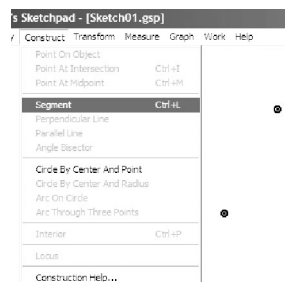 's Sketchpad - [Sketch01.gsp]
y Construct Transform Measure Graph Work Help
Point On Object
Point At Intersection Ctrl+I
Point At Midpoint Ctrl+M
Segment Ctrl+L
Perpendicular Line
Parallel Line
Angle Bisector
Circle By Center And Point
Circle By Center And Radius
Arc On Circle
Arc Through Three Points
Interior Ctrl+P
Locus
Construction Help...